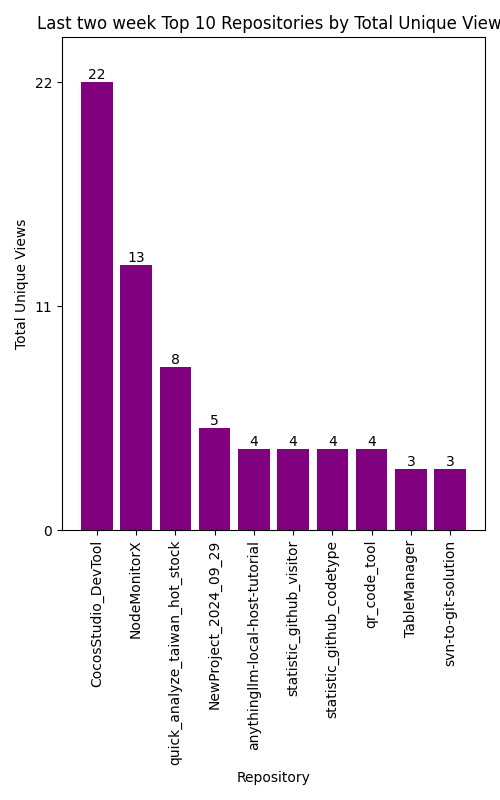 Last two week Top 10 Repositories by Total Unique View
22
13
8
5
4
4
4
4
3
3
22
11
0
Total Unique Views
CocosStudio_DevTool
NodeMonitorX
quick_analyze_taiwan_hot_stock
NewProject_2024_09_29
anythingllm-local-host-tutorial
statistic_github_visitor
statistic_github_codetype
qr_code_tool
TableManager
svn-to-git-solution
Repository